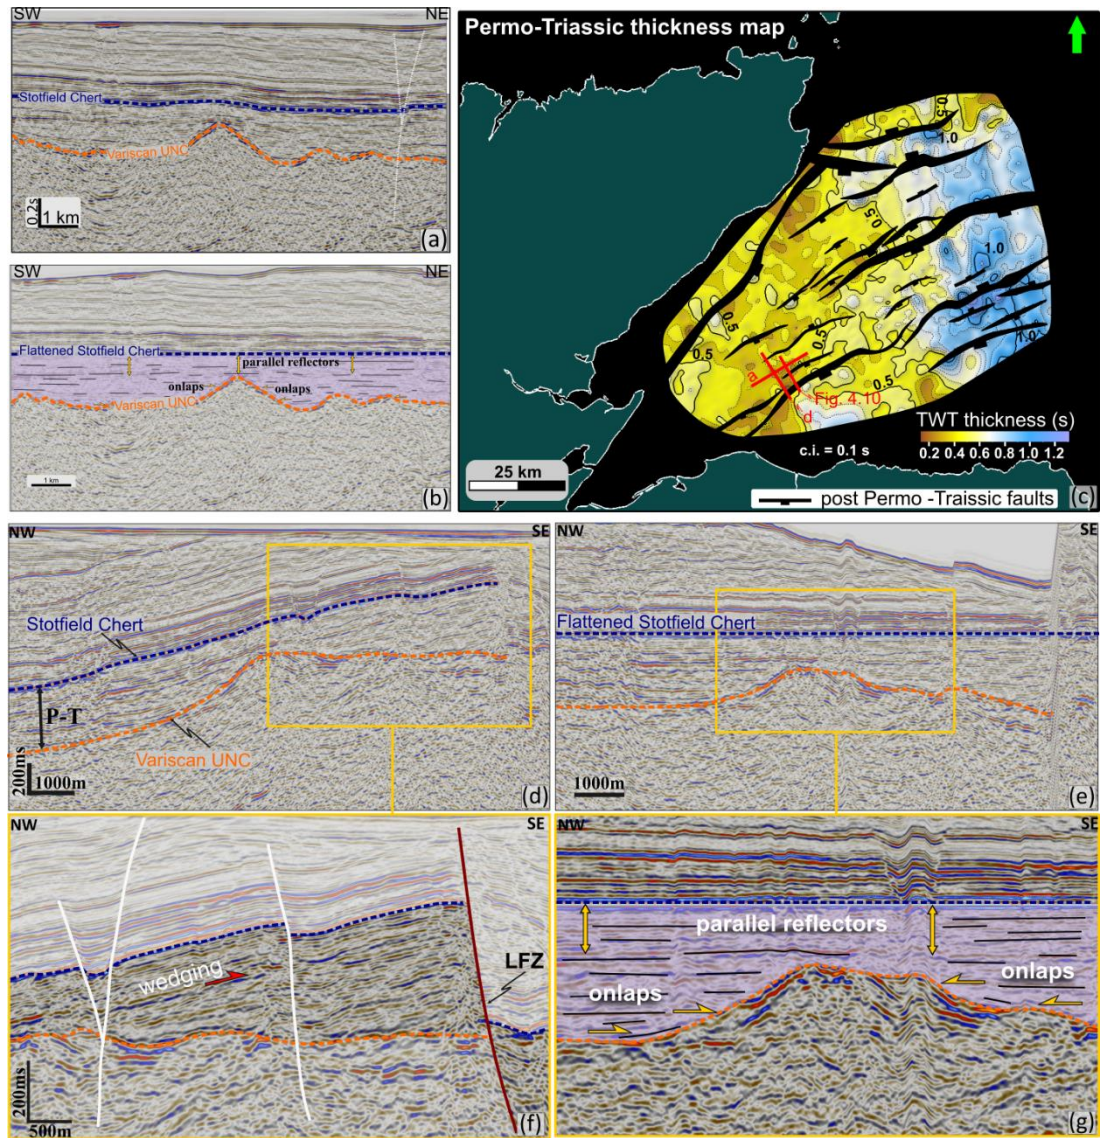 SW
NE
Stotfield Chert
Variscan UNC
0.2s
1 km
(a)
SW
NE
Flattened Stotfield Chert
parallel reflectors
onlaps
onlaps
Variscan UNC
1 km
(b)
Permo-Triassic thickness map
0.5
1.0
0.5
1.0
0.5
0.5
0.5
0.5
1.0
a
Fig. 4.10
d
TWT thickness (s)
0.2 0.4 0.6 0.8 1.0 1.2
c.i. = 0.1 s
25 km
post Permo -Traissic faults
(c)
NW
SE
Stotfield Chert
P-T
Variscan UNC
200ms
1000m
(d)
NW
SE
Flattened Stotfield Chert
1000m
(e)
NW
SE
wedging
LFZ
200ms
500m
(f)
NW
SE
parallel reflectors
onlaps
onlaps
(g)